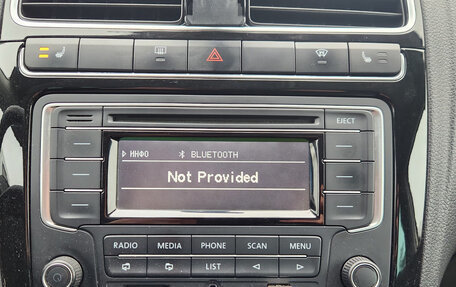 EJECT
ИНФО BLUETOOTH
Not Provided
RADIO MEDIA PHONE SCAN MENU
LIST